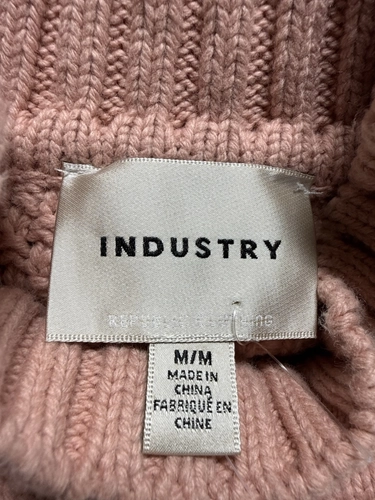 INDUSTRY
M/M
MADE IN
CHINA
FABRIQUÉ EN
CHINE